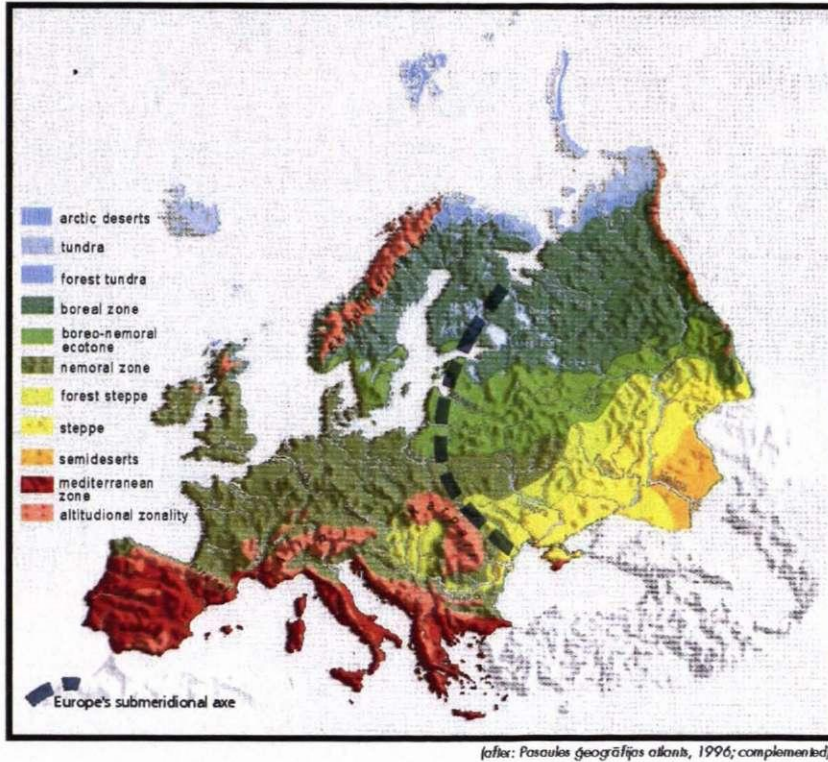 arctic deserts
tundra
forest tundra
boreal zone
boreo-nemoral
ecotone
nemoral zone
forest steppe
steppe
semideserts
mediterranean
zone
altitudional zonality
Europe's submeridional axe
(after: Pasaules ģeogrāfijas atlants, 1996; complemented)